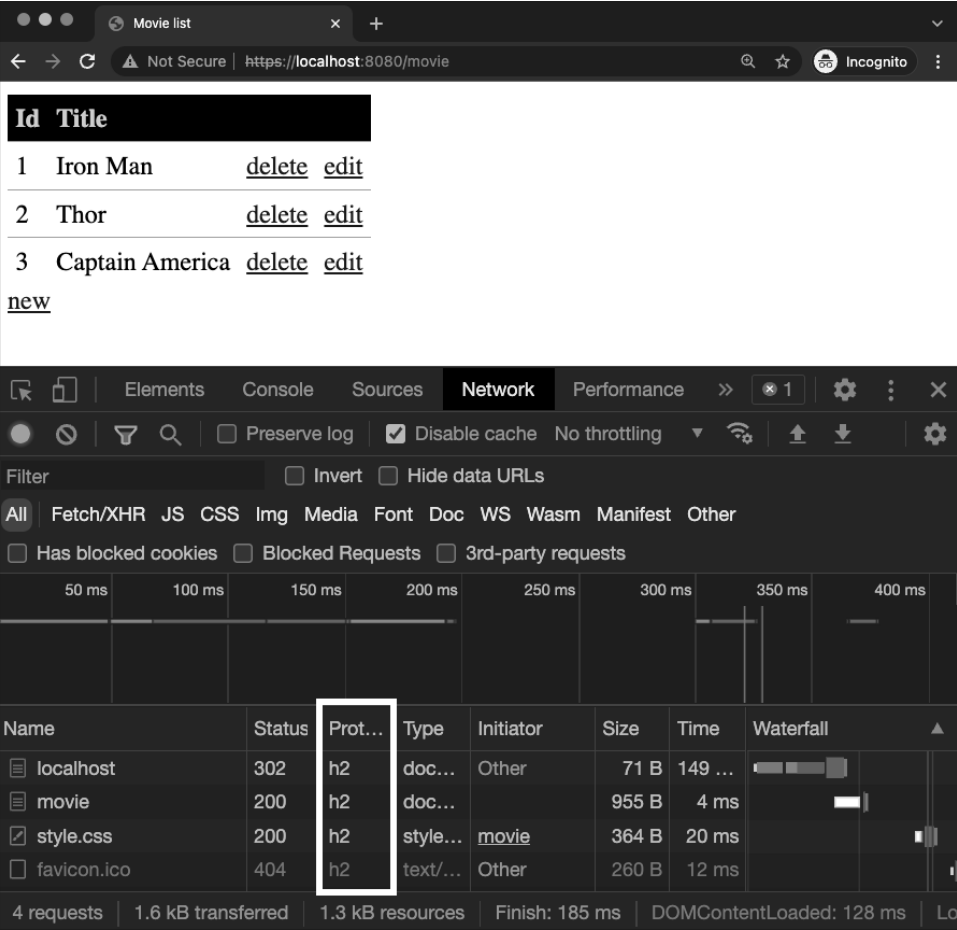 Movie list
Not Secure https://localhost:8080/movie Incognito
Id Title
1 Iron Man delete edit
2 Thor delete edit
3 Captain America delete edit
new
Elements Console Sources Network Performance » 1
Preserve log Disable cache No throttling
Filter Invert Hide data URLs
All Fetch/XHR JS CSS Img Media Font Doc WS Wasm Manifest Other
Has blocked cookies Blocked Requests 3rd-party requests
50 ms 100 ms 150 ms 200 ms 250 ms 300 ms 350 ms 400 ms
Name Status Prot... Type Initiator Size Time Waterfall
localhost 302 h2 doc... Other 71 B 149 ...
movie 200 h2 doc... 955 B 4 ms
style.css 200 h2 style... movie 364 B 20 ms
favicon.ico 404 h2 text/... Other 260 B 12 ms
4 requests 1.6 kB transferred 1.3 kB resources Finish: 185 ms DOMContentLoaded: 128 ms Lo